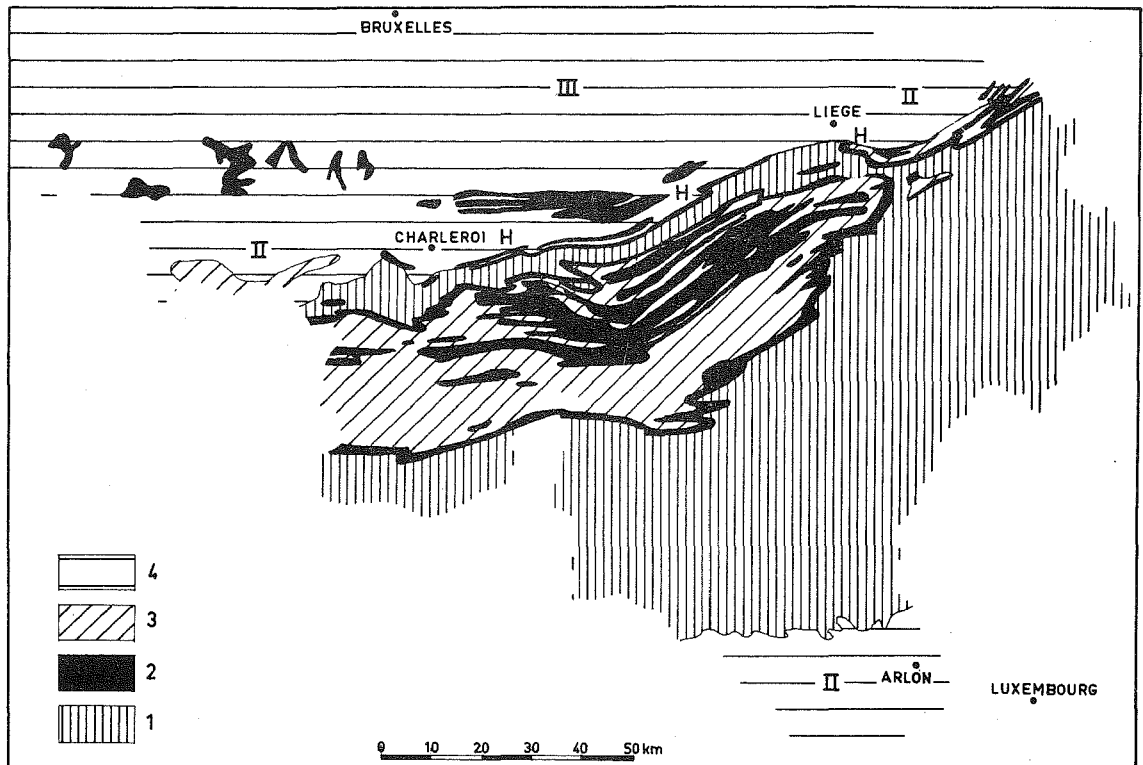 BRUXELLES
III
II
LIEGE
H
H
CHARLEROI H
II
4
3
2
1
II ARLON
LUXEMBOURG
0 10 20 30 40 50 km